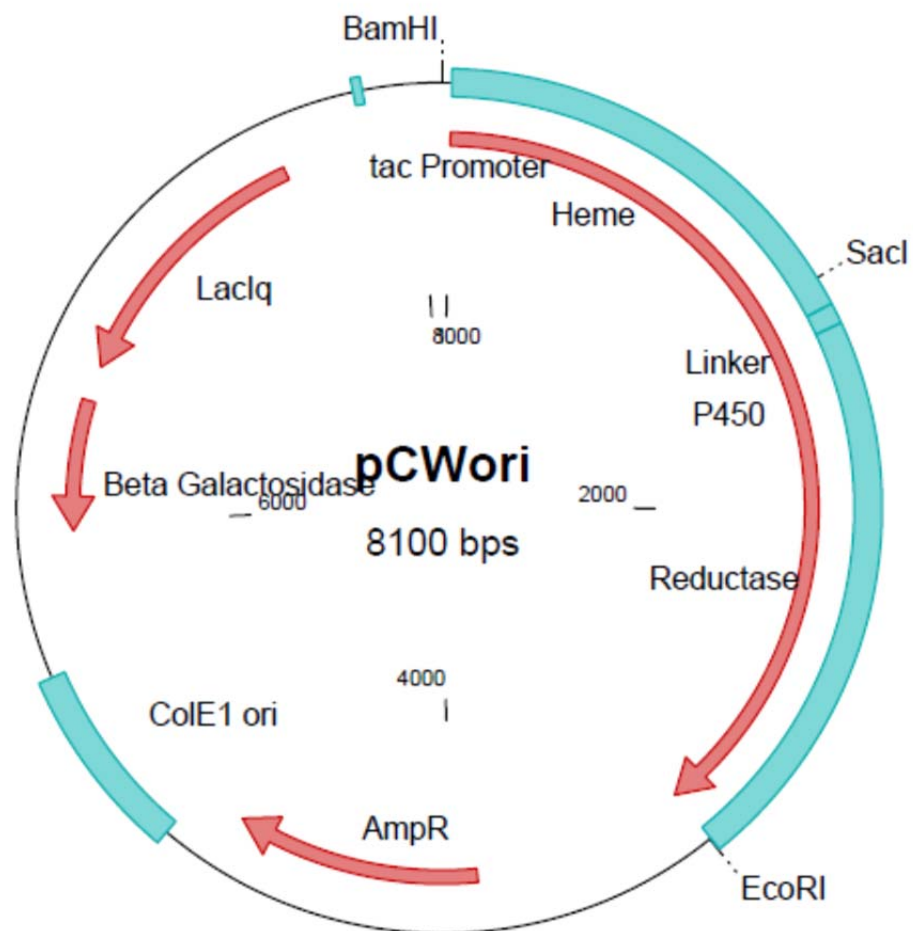 BamHI
tac Promoter
Heme
SacI
LacIq
8000
Linker
P450
pCWori
Beta Galactosidase
6000
2000
8100 bps
Reductase
4000
ColE1 ori
AmpR
EcoRI